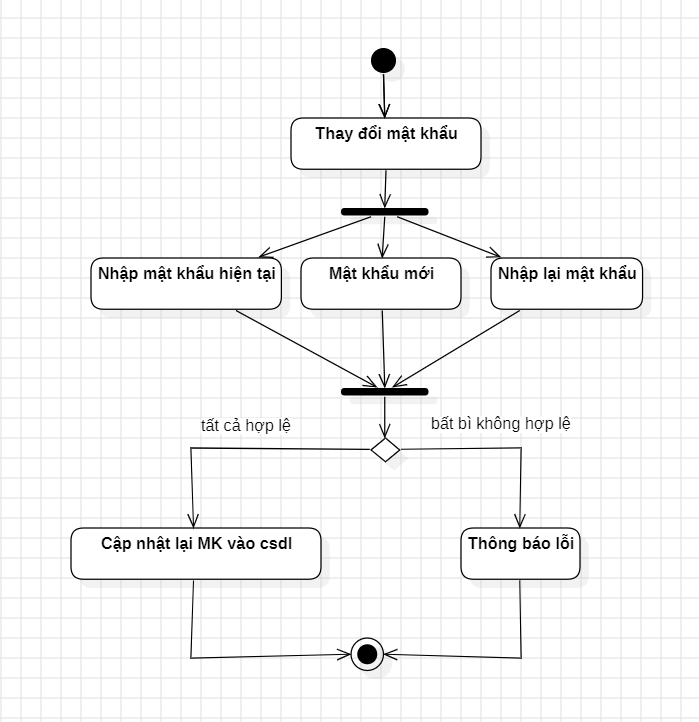 Thay đổi mật khẩu
Nhập mật khẩu hiện tại
Mật khẩu mới
Nhập lại mật khẩu
tất cả hợp lệ
bất bì không hợp lệ
Cập nhật lại MK vào csdl
Thông báo lỗi